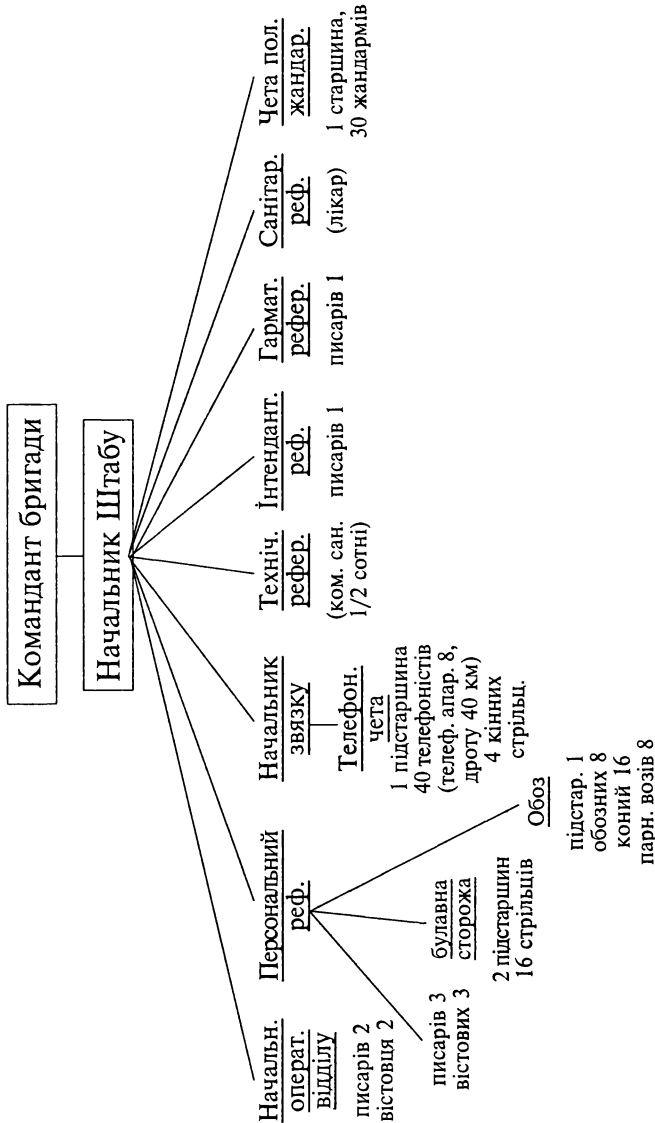 Командант бригади
Начальник Штабу
Начальн.
операт.
відділу
писарів 2
вістовця 2
Персональний
реф.
писарів 3
вістових 3
булавна
сторожа
2 підстаршин
16 стрільців
Обоз
підстар. 1
обозних 8
коний 16
парн. возів 8
Начальник
звязку
Телефон.
чета
1 підстаршина
40 телефоністів
(телеф. апар. 8,
дроту 40 км)
4 кінних
стрільц.
Техніч.
рефер.
(ком. сан.
1/2 сотні)
Інтендант.
реф.
писарів 1
Гармат.
рефер.
писарів 1
Санітар.
реф.
(лікар)
Чета пол.
жандар.
1 старшина,
30 жандармів